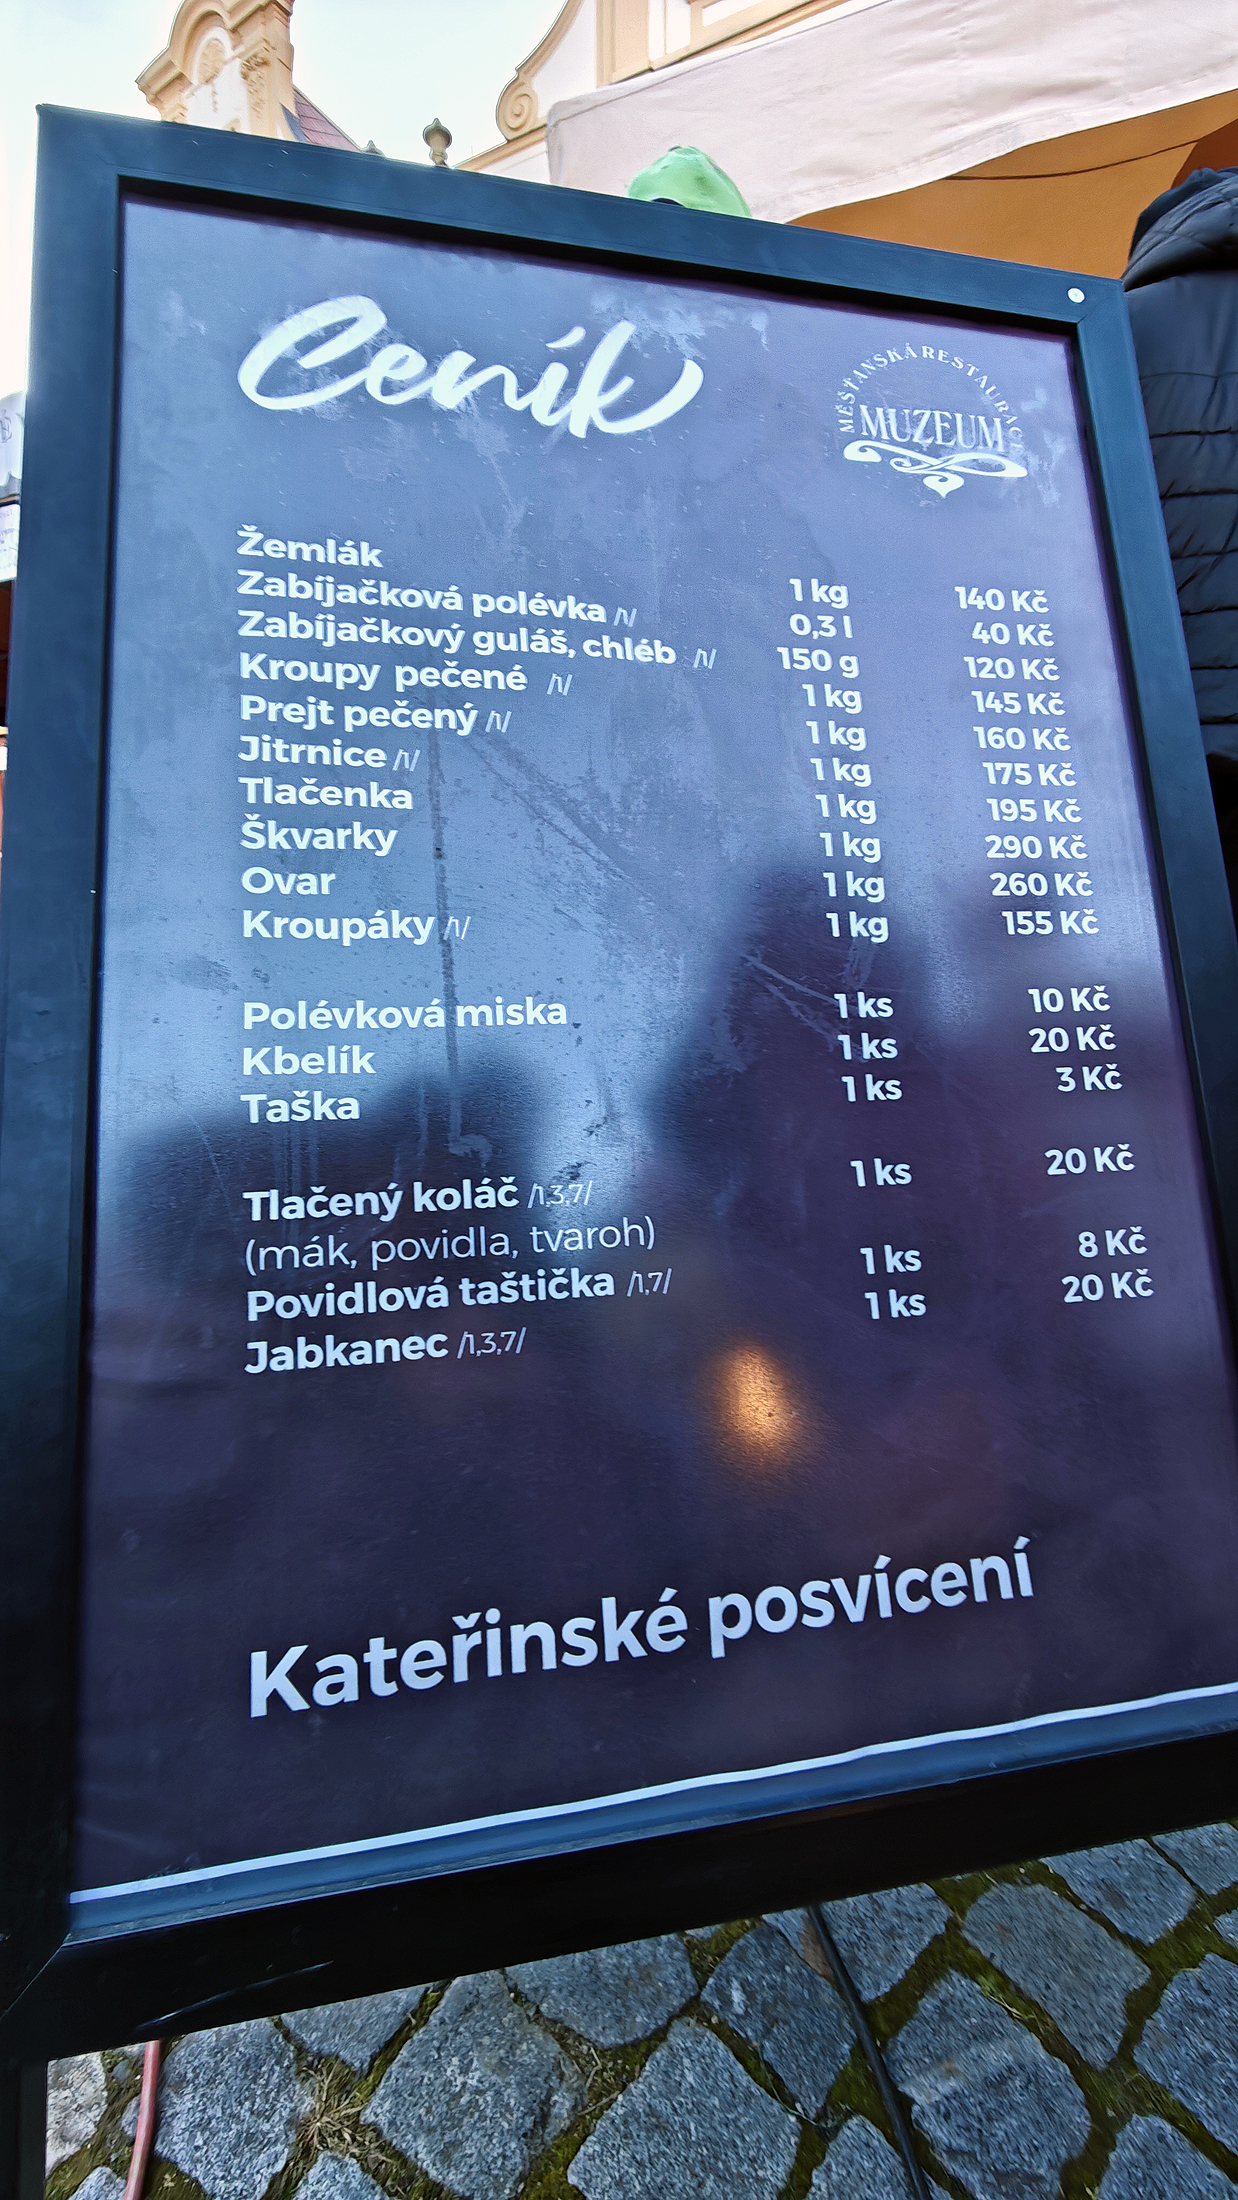 Ceník
MĚŠŤANSKÁ RESTAURACE
MUZEUM
Žemlák 1 kg 140 Kč
Zabíjačková polévka /1/ 0,3 l 40 Kč
Zabíjačkový guláš, chléb /1/ 150 g 120 Kč
Kroupy pečené /1/ 1 kg 145 Kč
Prejt pečený /1/ 1 kg 160 Kč
Jitrnice /1/ 1 kg 175 Kč
Tlačenka 1 kg 195 Kč
Škvarky 1 kg 290 Kč
Ovar 1 kg 260 Kč
Kroupáky /1/ 1 kg 155 Kč
Polévková miska 1 ks 10 Kč
Kbelík 1 ks 20 Kč
Taška 1 ks 3 Kč
Tlačený koláč /1,3,7/ 1 ks 20 Kč
(mák, povidla, tvaroh)
Povidlová taštička /1,7/ 1 ks 8 Kč
Jabkanec /1,3,7/ 1 ks 20 Kč
Kateřinské posvícení